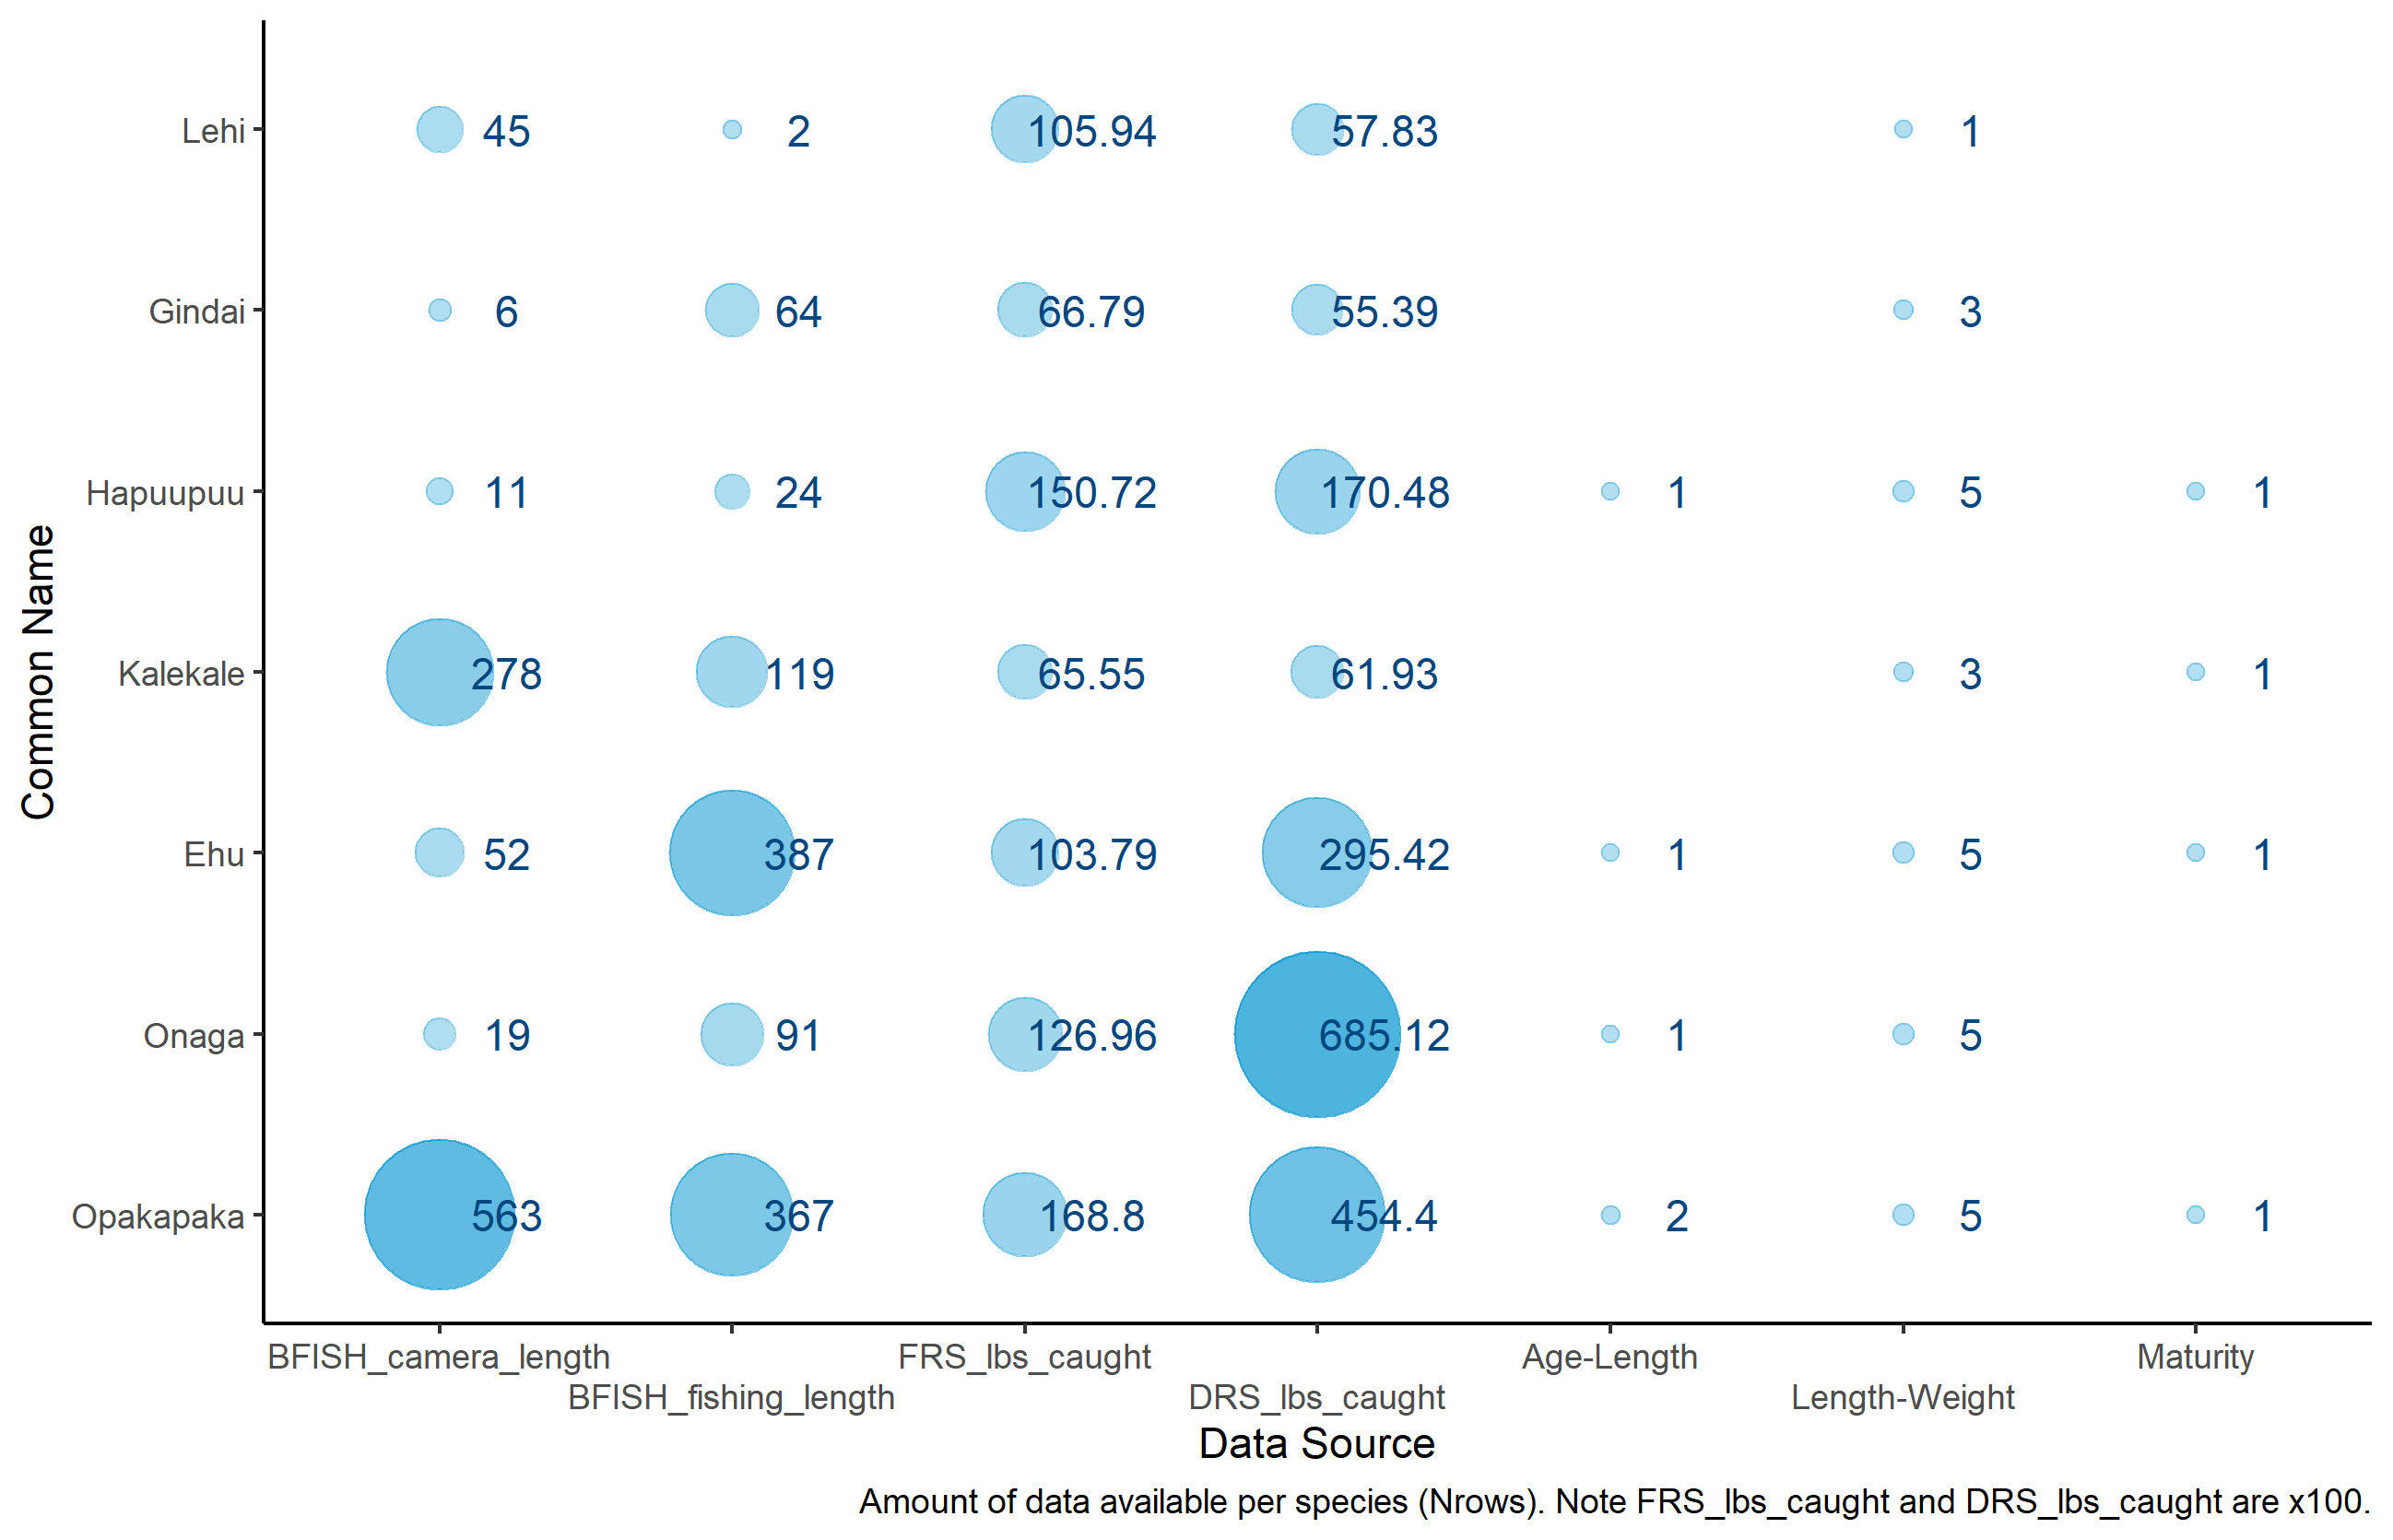 Common Name
Lehi 45 2 105.94 57.83 1
Gindai 6 64 66.79 55.39 3
Hapuupuu 11 24 150.72 170.48 1 5 1
Kalekale 278 119 65.55 61.93 3 1
Ehu 52 387 103.79 295.42 1 5 1
Onaga 19 91 126.96 685.12 1 5
Opakapaka 563 367 168.8 454.4 2 5 1
BFISH_camera_length FRS_lbs_caught Age-Length Maturity
BFISH_fishing_length DRS_lbs_caught Length-Weight
Data Source
Amount of data available per species (Nrows). Note FRS_lbs_caught and DRS_lbs_caught are x100.